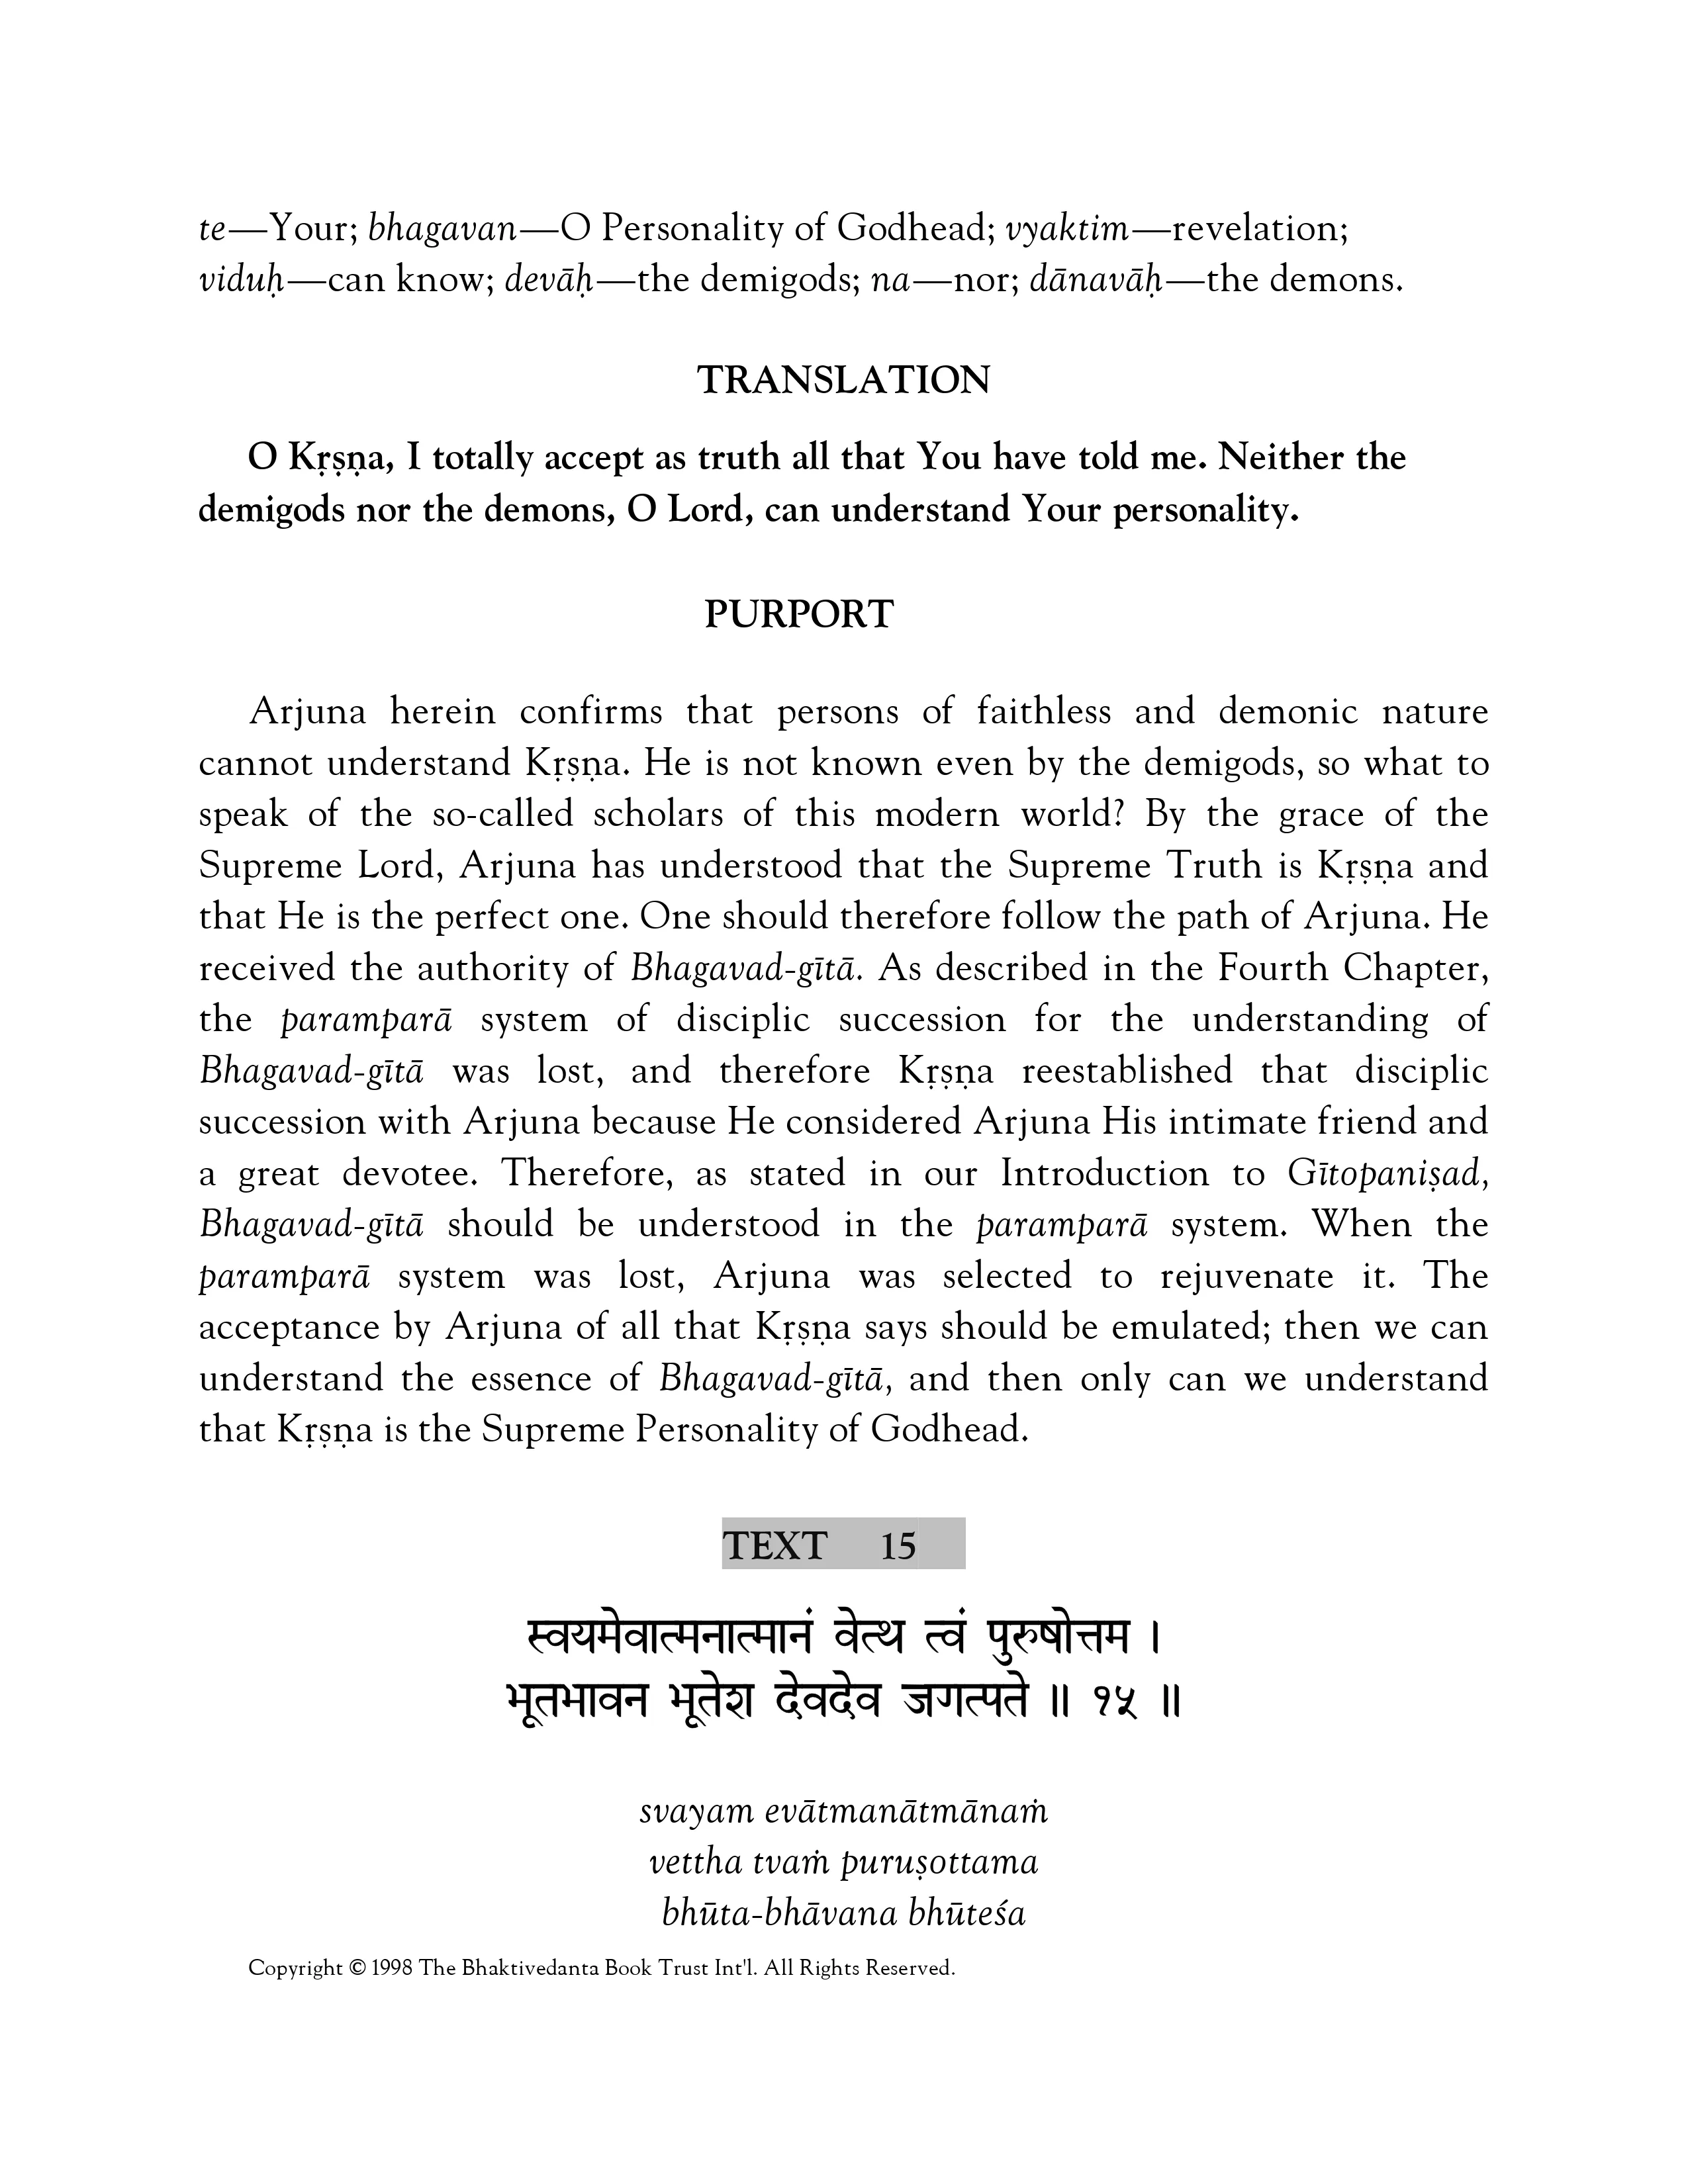 te—Your; bhagavan—O Personality of Godhead; vyaktim—revelation;
viduḥ—can know; devāḥ—the demigods; na—nor; dānavāḥ—the demons.
TRANSLATION
O Kṛṣṇa, I totally accept as truth all that You have told me. Neither the
demigods nor the demons, O Lord, can understand Your personality.
PURPORT
Arjuna herein confirms that persons of faithless and demonic nature
cannot understand Kṛṣṇa. He is not known even by the demigods, so what to
speak of the so-called scholars of this modern world? By the grace of the
Supreme Lord, Arjuna has understood that the Supreme Truth is Kṛṣṇa and
that He is the perfect one. One should therefore follow the path of Arjuna. He
received the authority of Bhagavad-gītā. As described in the Fourth Chapter,
the paramparā system of disciplic succession for the understanding of
Bhagavad-gītā was lost, and therefore Kṛṣṇa reestablished that disciplic
succession with Arjuna because He considered Arjuna His intimate friend and
a great devotee. Therefore, as stated in our Introduction to Gītopaniṣad,
Bhagavad-gītā should be understood in the paramparā system. When the
paramparā system was lost, Arjuna was selected to rejuvenate it. The
acceptance by Arjuna of all that Kṛṣṇa says should be emulated; then we can
understand the essence of Bhagavad-gītā, and then only can we understand
that Kṛṣṇa is the Supreme Personality of Godhead.
TEXT 15
स्वयमेवात्मनात्मानं वेत्थ त्वं पुरुषोत्तम ।
भूतभावन भूतेश देवदेव जगत्पते ॥ १५ ॥
svayam evātmanātmānaṁ
vettha tvaṁ puruṣottama
bhūta-bhāvana bhūteśa
Copyright © 1998 The Bhaktivedanta Book Trust Int'l. All Rights Reserved.